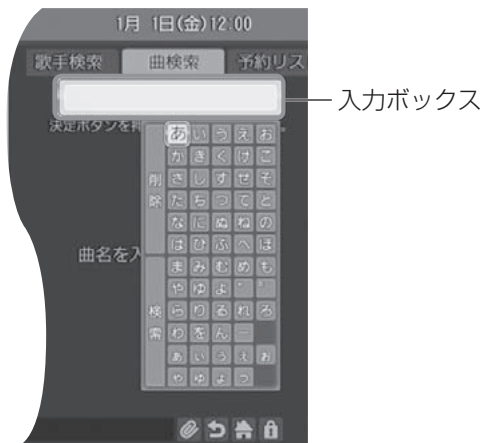 1月 1日(金)12:00
歌手検索 曲検索 予約リス
入力ボックス
決定ボタンを押
削除
検索
あ い う え お
か き く け こ
さ し す せ そ
た ち つ て と
な に ぬ ね の
は ひ ふ へ ほ
ま み む め も
や ゆ よ ゛ ゜
ら り る れ ろ
わ を ん ー
ぁ ぃ ぅ ぇ ぉ
ゃ ゅ ょ っ
曲名を入